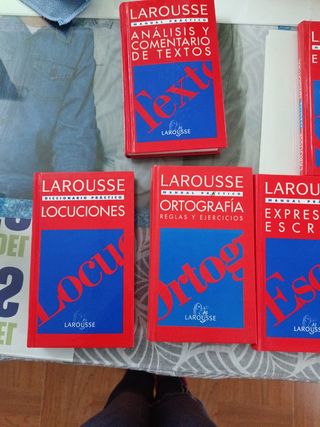 LAROUSSE
MANUAL PRÁCTICO
ANÁLISIS Y
COMENTARIO
DE TEXTOS
Texto
LAROUSSE
LAROUSSE
DICCIONARIO PRÁCTICO
LOCUCIONES
Locuc
LAROUSSE
LAROUSSE
MANUAL PRÁCTICO
ORTOGRAFÍA
REGLAS Y EJERCICIOS
Ortog
LAROUSSE
LAROUSSE
MANUAL PRÁCTICO
EXPRES
ESCR
Esc
LAROUSSE